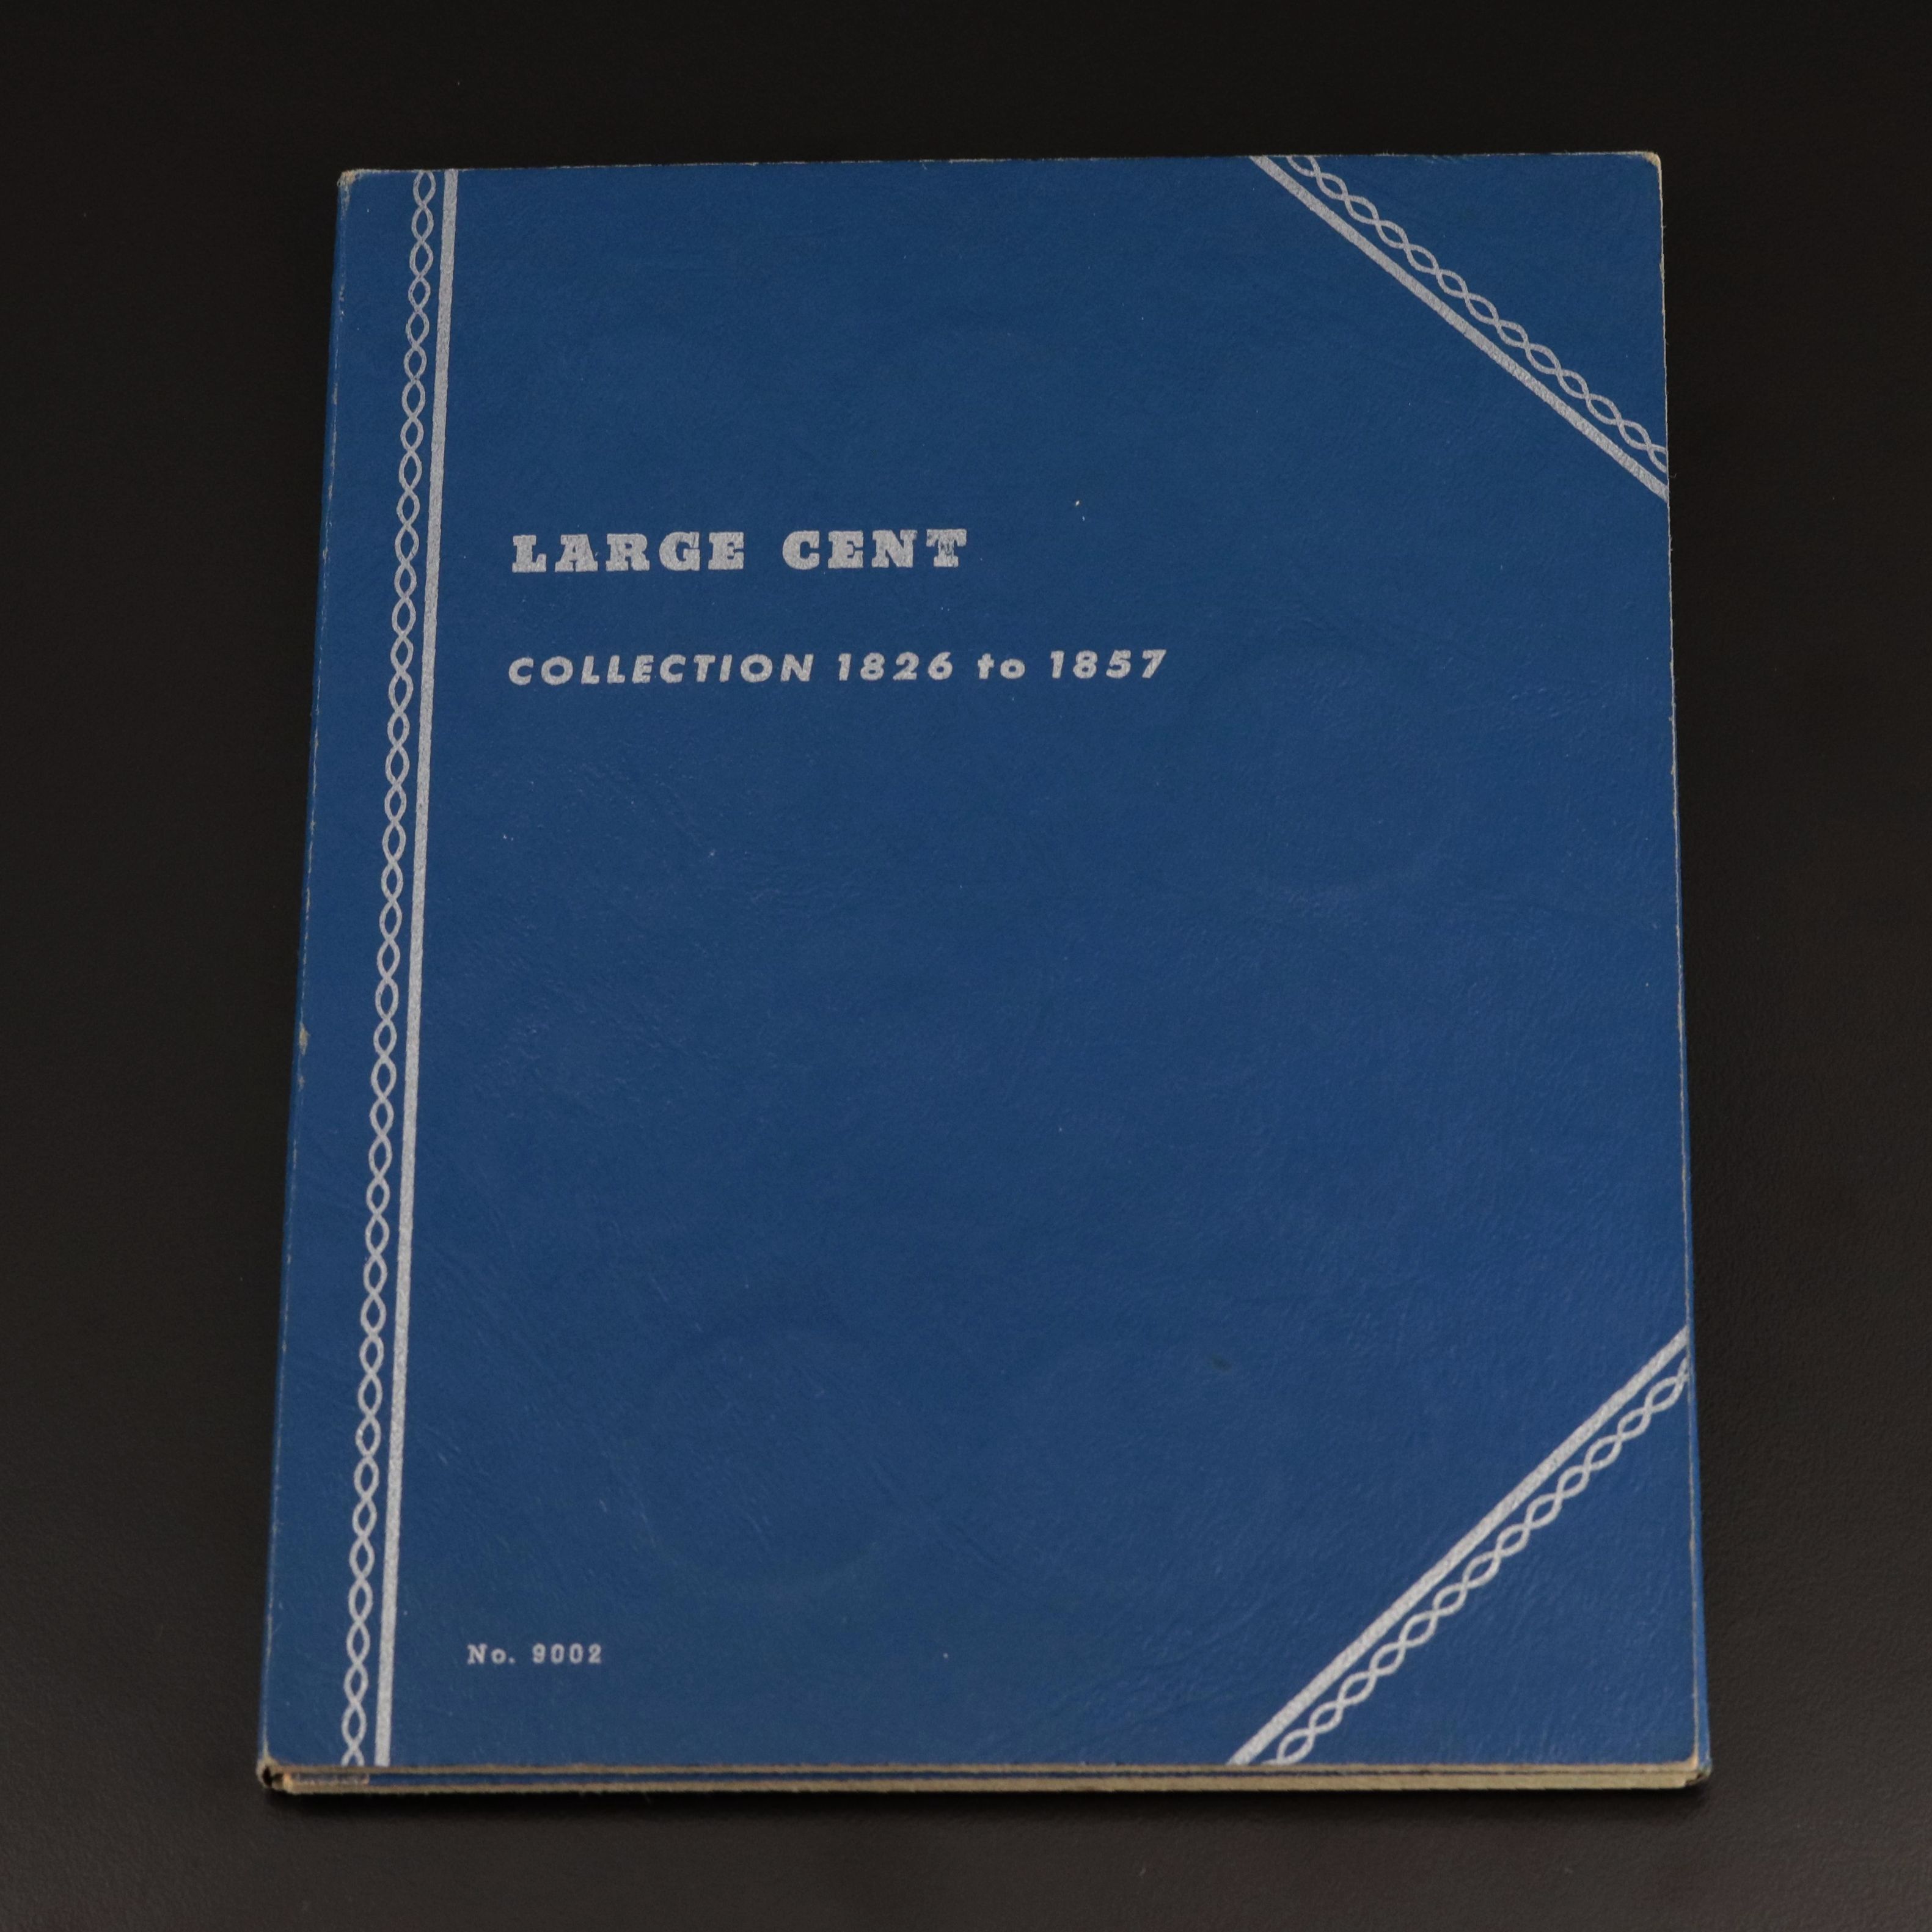 LARGE CENT
COLLECTION 1826 to 1857
No. 9002